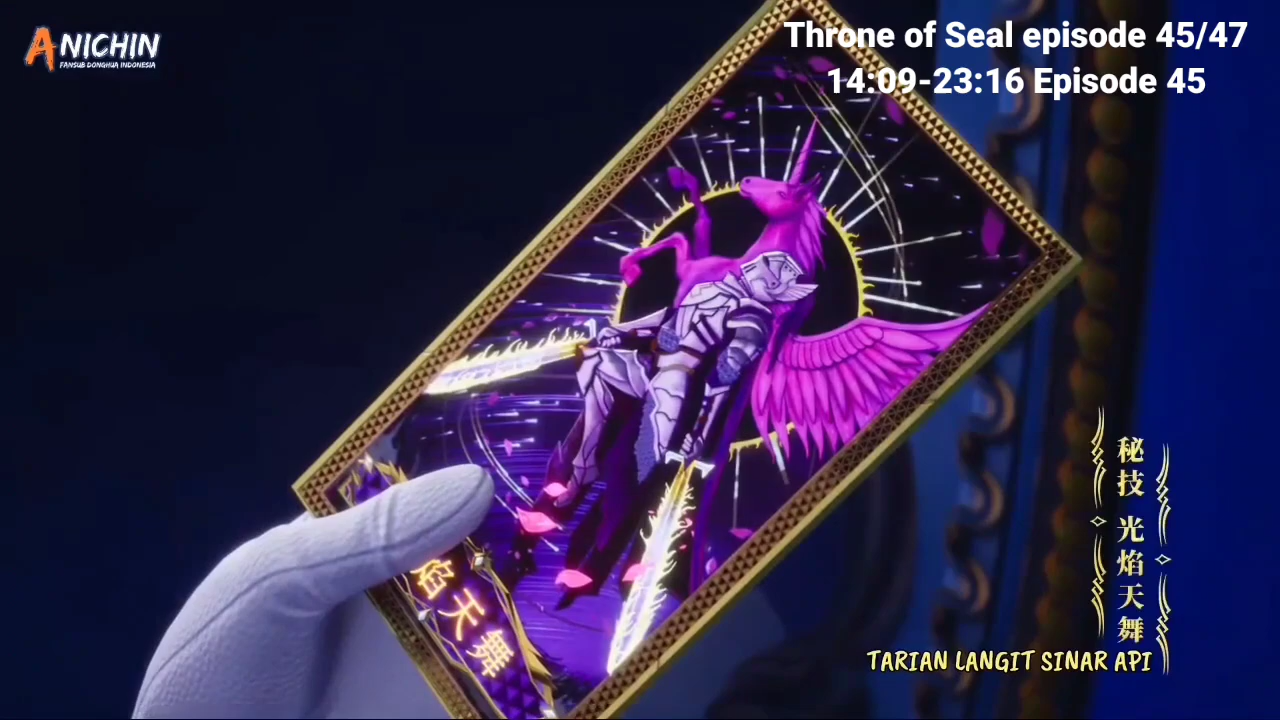 ANICHIN
FANSUB DONGHUA INDONESIA
Throne of Seal episode 45/47
14:09-23:16 Episode 45
秘技 光焰天舞
TARIAN LANGIT SINAR API
焰天舞